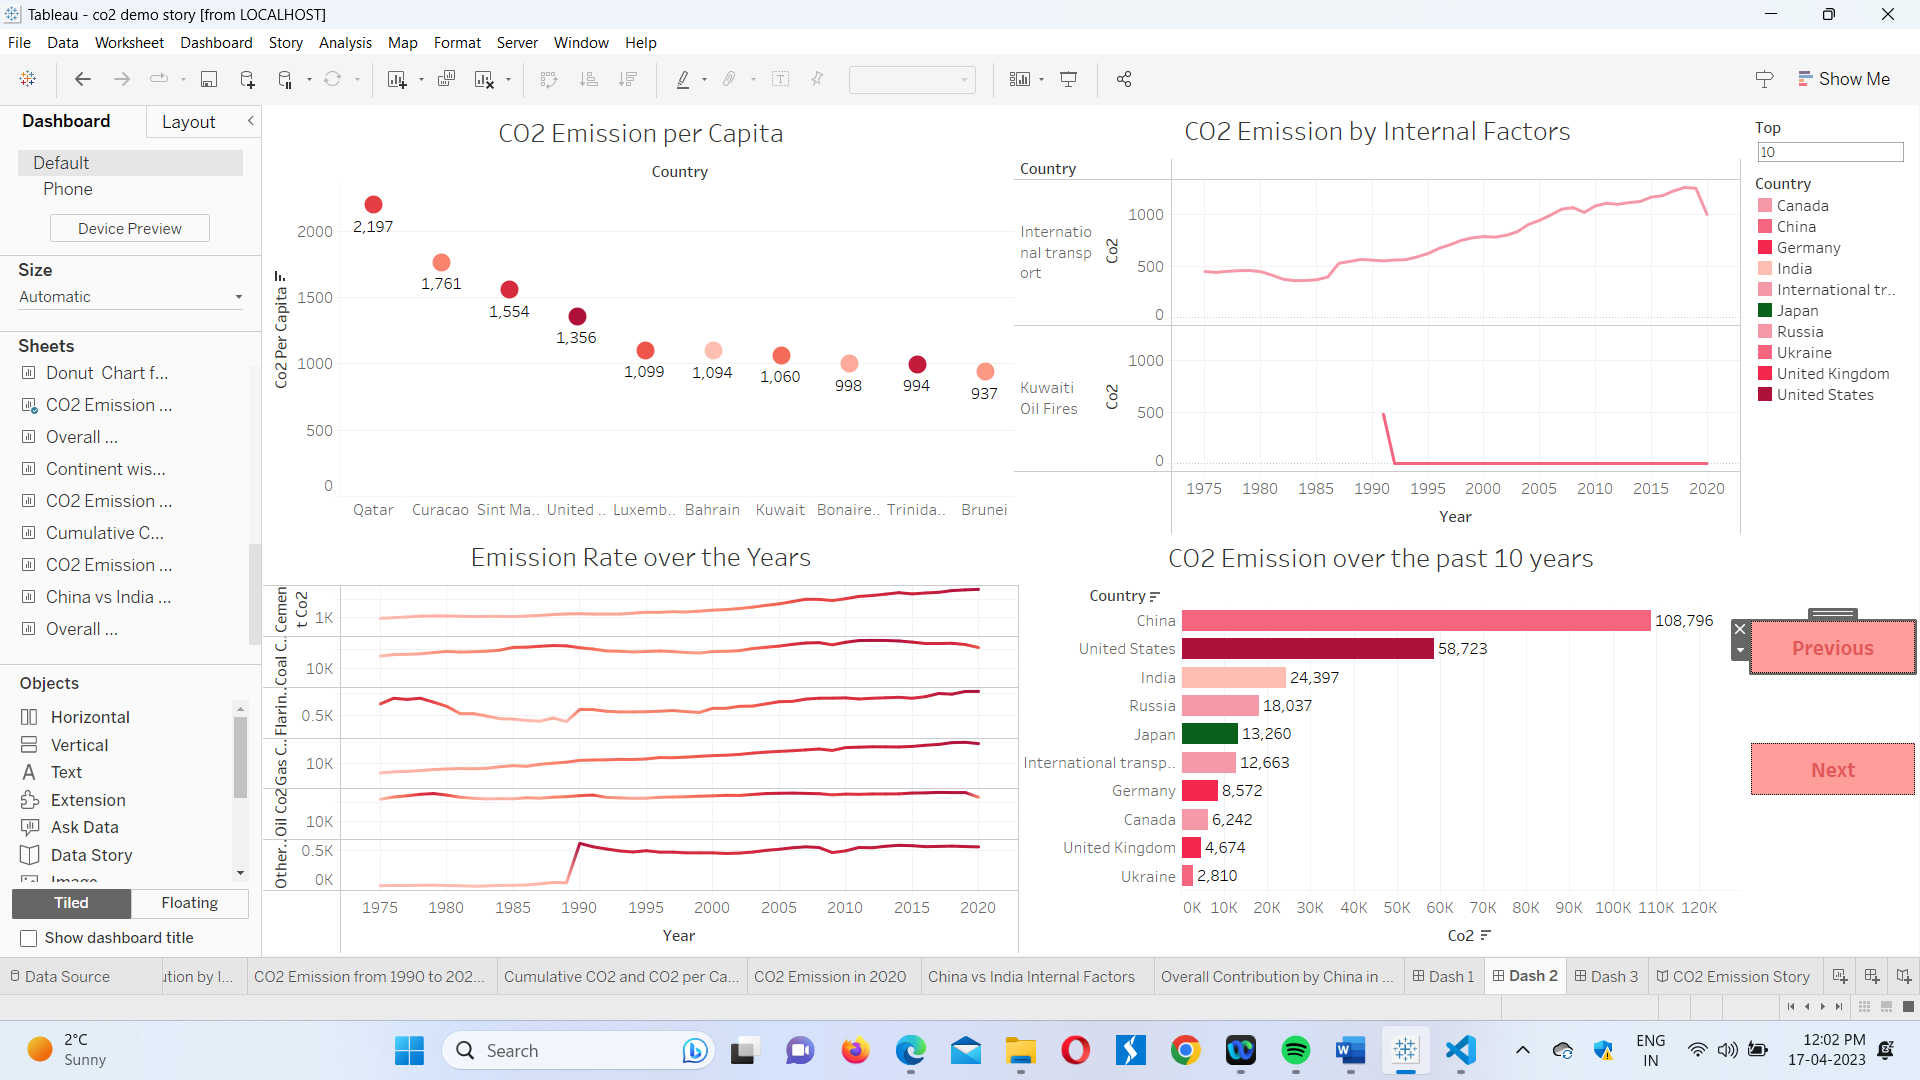 Tableau - co2 demo story [from LOCALHOST]
File Data Worksheet Dashboard Story Analysis Map Format Server Window Help
Show Me
Dashboard
Layout
Default
Phone
Device Preview
Size
Automatic
Sheets
Donut Chart f...
CO2 Emission ...
Overall ...
Continent wis...
CO2 Emission ...
Cumulative C...
CO2 Emission ...
China vs India ...
Overall ...
Objects
Horizontal
Vertical
Text
Extension
Ask Data
Data Story
Image
Tiled
Floating
Show dashboard title
CO2 Emission per Capita
Country
Co2 Per Capita
2000
1500
1000
500
0
2,197
1,761
1,554
1,356
1,099
1,094
1,060
998
994
937
Qatar Curacao Sint Ma.. United .. Luxemb.. Bahrain Kuwait Bonaire.. Trinida.. Brunei
CO2 Emission by Internal Factors
Country
Internatio
nal transp
ort
Co2
1000
500
0
Kuwaiti
Oil Fires
Co2
1000
500
0
1975 1980 1985 1990 1995 2000 2005 2010 2015 2020
Year
Top
10
Country
Canada
China
Germany
India
International tr..
Japan
Russia
Ukraine
United Kingdom
United States
Emission Rate over the Years
Cemen
t Co2
1K
Coal C..
10K
Flarin..
0.5K
Gas C..
10K
Oil Co2
10K
Other..
0.5K
0K
1975 1980 1985 1990 1995 2000 2005 2010 2015 2020
Year
CO2 Emission over the past 10 years
Country
China 108,796
United States 58,723
India 24,397
Russia 18,037
Japan 13,260
International transp.. 12,663
Germany 8,572
Canada 6,242
United Kingdom 4,674
Ukraine 2,810
0K 10K 20K 30K 40K 50K 60K 70K 80K 90K 100K 110K 120K
Co2
Previous
Next
Data Source
ution by I...
CO2 Emission from 1990 to 202...
Cumulative CO2 and CO2 per Ca...
CO2 Emission in 2020
China vs India Internal Factors
Overall Contribution by China in ...
Dash 1
Dash 2
Dash 3
CO2 Emission Story
2°C
Sunny
Search
ENG
IN
12:02 PM
17-04-2023